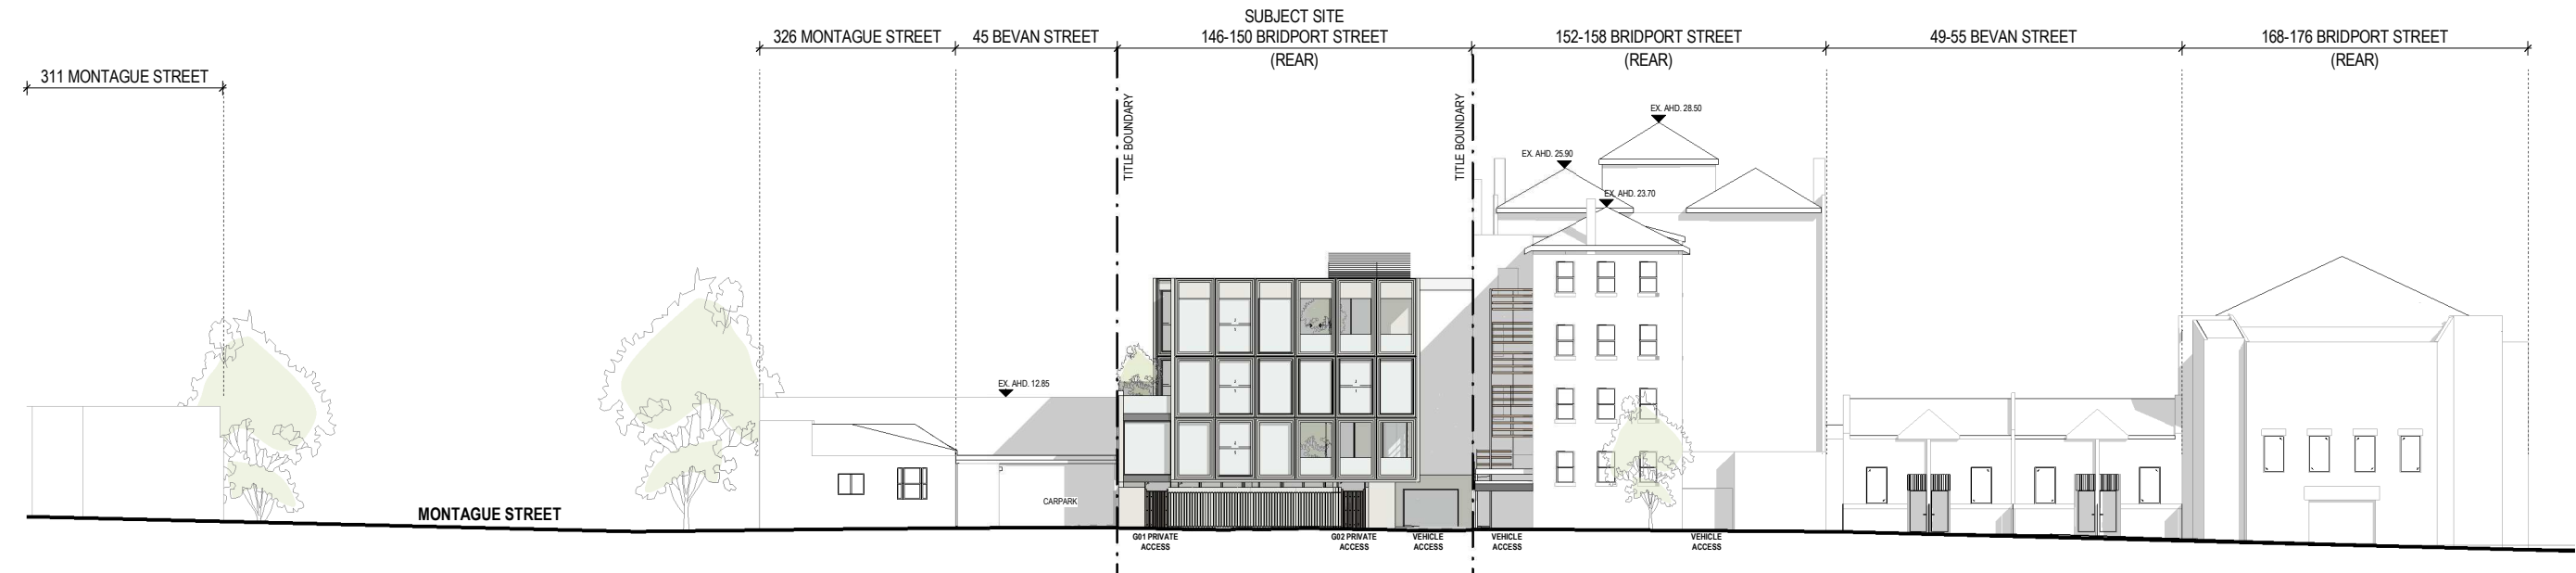 SUBJECT SITE
326 MONTAGUE STREET
45 BEVAN STREET
146-150 BRIDPORT STREET
152-158 BRIDPORT STREET
49-55 BEVAN STREET
168-176 BRIDPORT STREET
(REAR)
(REAR)
(REAR)
311 MONTAGUE STREET
TITLE BOUNDARY
TITLE BOUNDARY
EX. AHD. 28.50
EX. AHD. 25.90
EX. AHD. 23.70
EX. AHD. 12.85
CARPARK
MONTAGUE STREET
G01 PRIVATE
ACCESS
G02 PRIVATE
ACCESS
VEHICLE
ACCESS
VEHICLE
ACCESS
VEHICLE
ACCESS